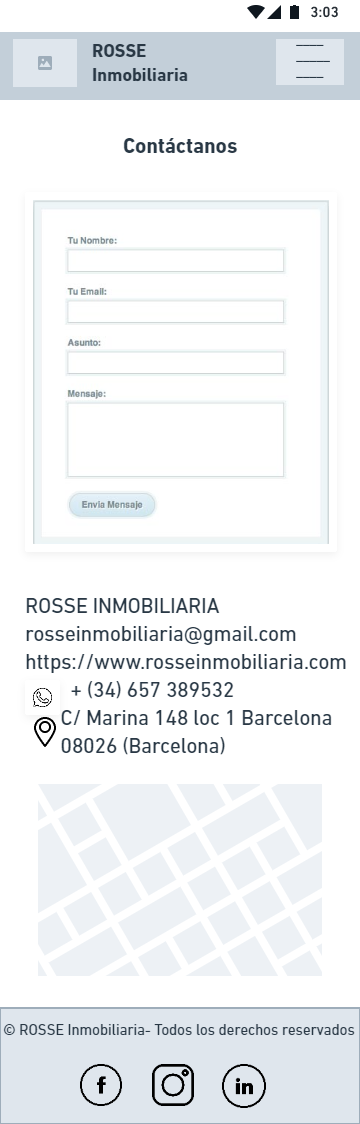 3:03
ROSSE
Inmobiliaria
Contáctanos
Tu Nombre:
Tu Email:
Asunto:
Mensaje:
Envia Mensaje
ROSSE INMOBILIARIA
rosseinmobiliaria@gmail.com
https://www.rosseinmobiliaria.com
+ (34) 657 389532
C/ Marina 148 loc 1 Barcelona
08026 (Barcelona)
© ROSSE Inmobiliaria- Todos los derechos reservados
f
in